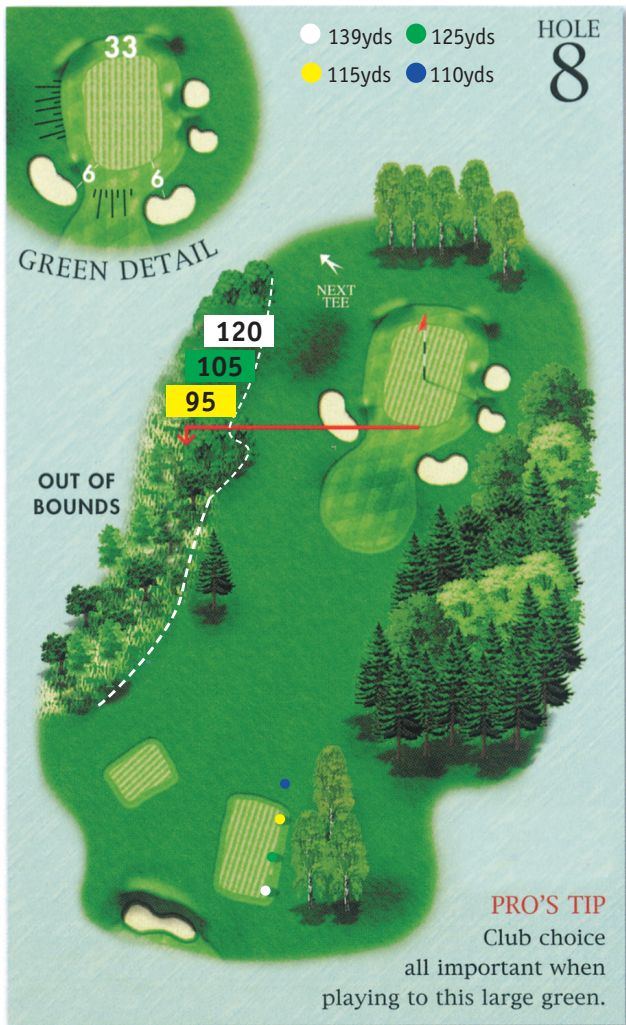 33
6
6
GREEN DETAIL
139yds
125yds
115yds
110yds
HOLE
8
NEXT
TEE
120
105
95
OUT OF
BOUNDS
PRO'S TIP
Club choice
all important when
playing to this large green.